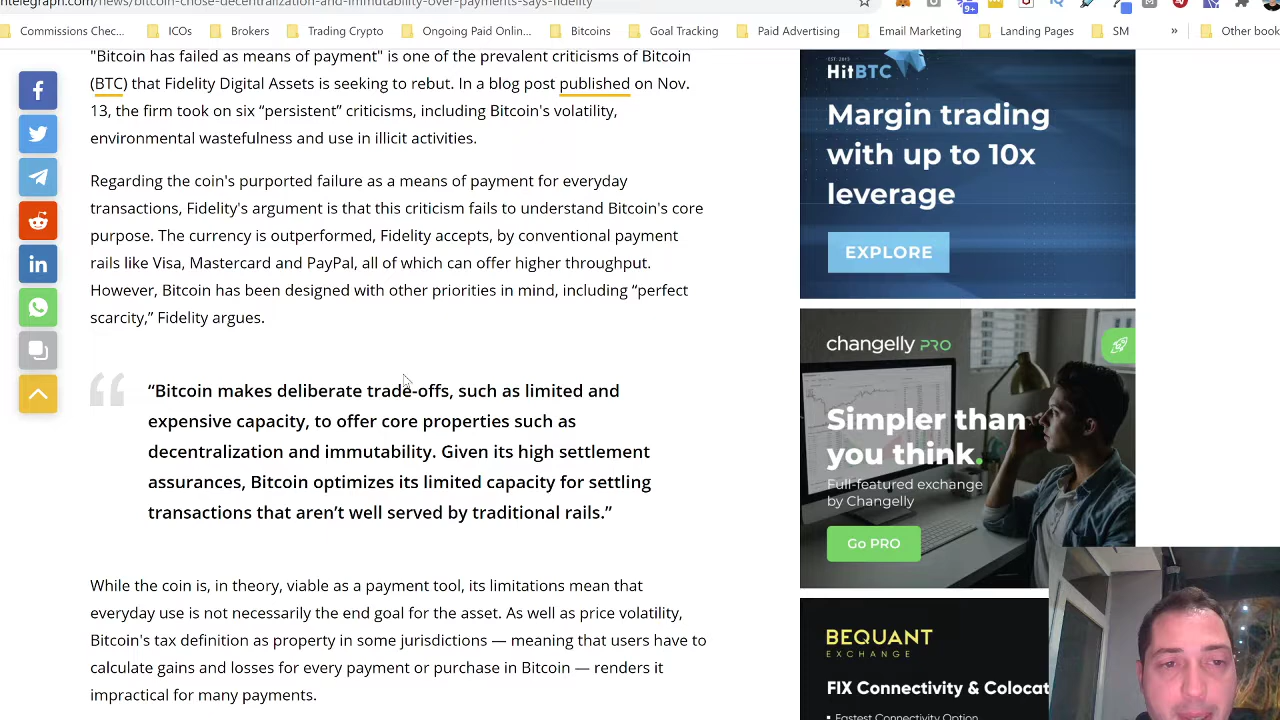 ntelegraph.com/news/bitcoin-chose-decentralization-and-immutability-over-payments-says-fidelity
9+
Commissions Chec...
ICOs
Brokers
Trading Crypto
Ongoing Paid Onlin...
Bitcoins
Goal Tracking
Paid Advertising
Email Marketing
Landing Pages
SM
»
Other book
"Bitcoin has failed as means of payment" is one of the prevalent criticisms of Bitcoin
(BTC) that Fidelity Digital Assets is seeking to rebut. In a blog post published on Nov.
13, the firm took on six “persistent” criticisms, including Bitcoin's volatility,
environmental wastefulness and use in illicit activities.
Regarding the coin's purported failure as a means of payment for everyday
transactions, Fidelity's argument is that this criticism fails to understand Bitcoin's core
purpose. The currency is outperformed, Fidelity accepts, by conventional payment
rails like Visa, Mastercard and PayPal, all of which can offer higher throughput.
However, Bitcoin has been designed with other priorities in mind, including “perfect
scarcity,” Fidelity argues.
“Bitcoin makes deliberate trade-offs, such as limited and
expensive capacity, to offer core properties such as
decentralization and immutability. Given its high settlement
assurances, Bitcoin optimizes its limited capacity for settling
transactions that aren’t well served by traditional rails.”
While the coin is, in theory, viable as a payment tool, its limitations mean that
everyday use is not necessarily the end goal for the asset. As well as price volatility,
Bitcoin's tax definition as property in some jurisdictions — meaning that users have to
calculate gains and losses for every payment or purchase in Bitcoin — renders it
impractical for many payments.
EST. 2013
HitBTC
Margin trading
with up to 10x
leverage
EXPLORE
changelly PRO
Simpler than
you think.
Full-featured exchange
by Changelly
Go PRO
BEQUANT
EXCHANGE
FIX Connectivity & Colocat
Fastest Connectivity Option